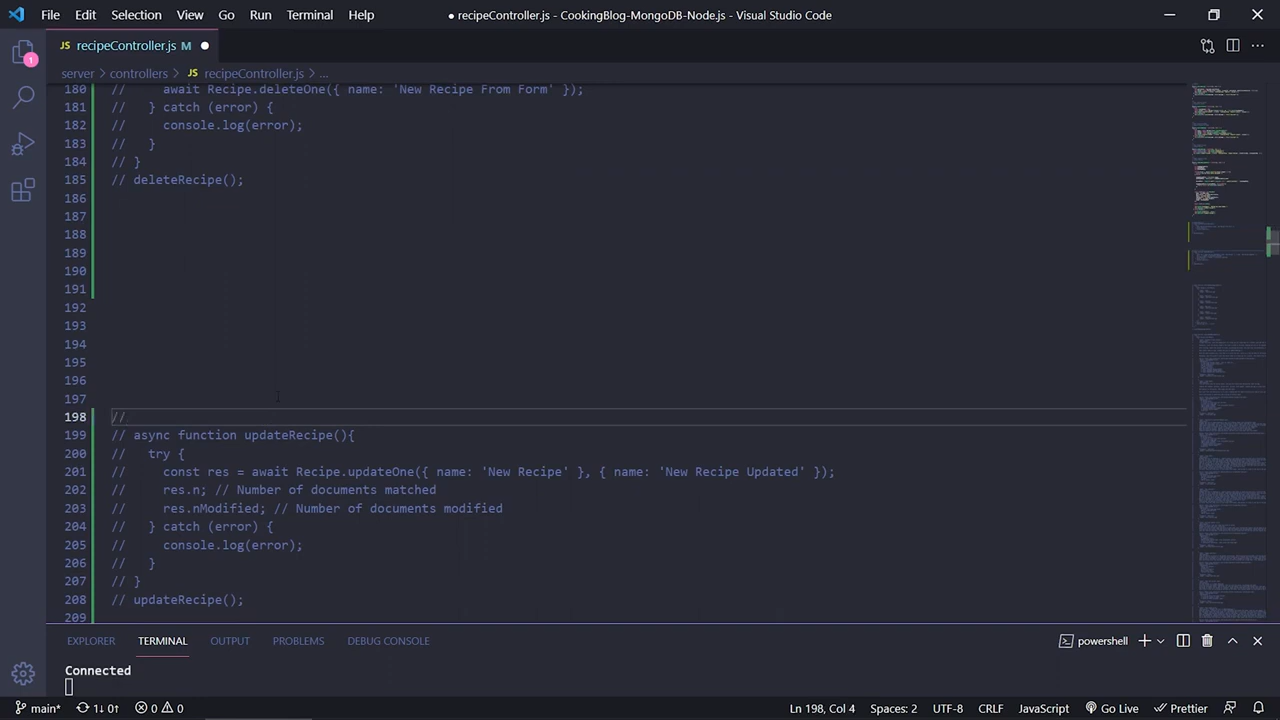 File Edit Selection View Go Run Terminal Help ● recipeController.js - CookingBlog-MongoDB-Node.js - Visual Studio Code
JS recipeController.js M
server > controllers > JS recipeController.js > ...
1
180 // await Recipe.deleteOne({ name: 'New Recipe From Form' });
181 // } catch (error) {
182 // console.log(error);
183 // }
184 // }
185 // deleteRecipe();
186
187
188
189
190
191
192
193
194
195
196
197
198 //
199 // async function updateRecipe(){
200 // try {
201 // const res = await Recipe.updateOne({ name: 'New Recipe' }, { name: 'New Recipe Updated' });
202 // res.n; // Number of documents matched
203 // res.nModified; // Number of documents modified
204 // } catch (error) {
205 // console.log(error);
206 // }
207 // }
208 // updateRecipe();
209
EXPLORER TERMINAL OUTPUT PROBLEMS DEBUG CONSOLE powershell
Connected
main* 1↓ 0↑ 0 0 Ln 198, Col 4 Spaces: 2 UTF-8 CRLF JavaScript Go Live Prettier